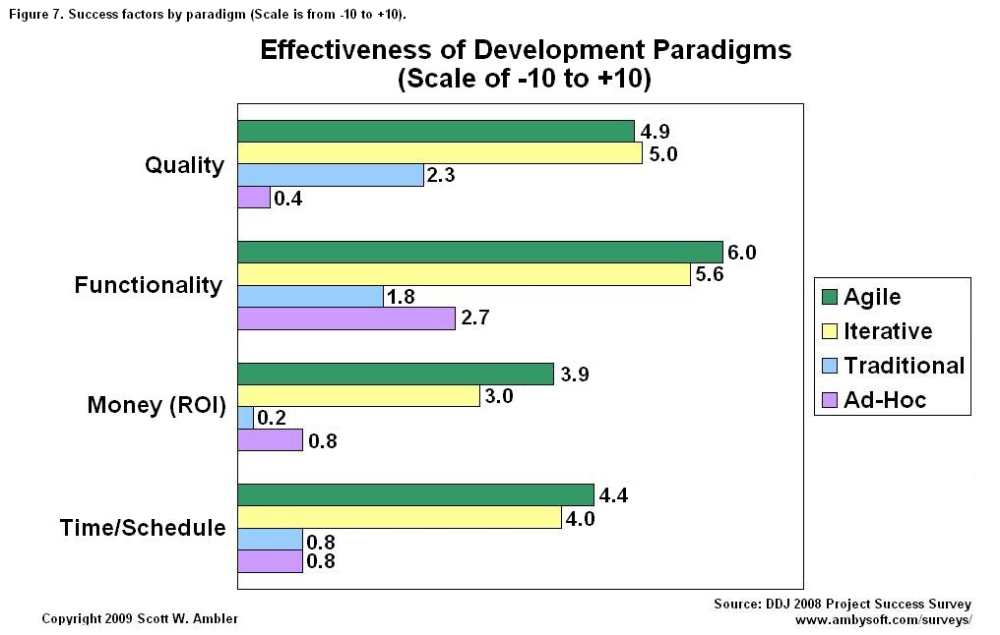 Figure 7. Success factors by paradigm (Scale is from -10 to +10).
Effectiveness of Development Paradigms
(Scale of -10 to +10)
Quality
4.9
5.0
2.3
0.4
Functionality
6.0
5.6
1.8
2.7
Money (ROI)
3.9
3.0
0.2
0.8
Time/Schedule
4.4
4.0
0.8
0.8
Agile
Iterative
Traditional
Ad-Hoc
Copyright 2009 Scott W. Ambler
Source: DDJ 2008 Project Success Survey
www.ambysoft.com/surveys/